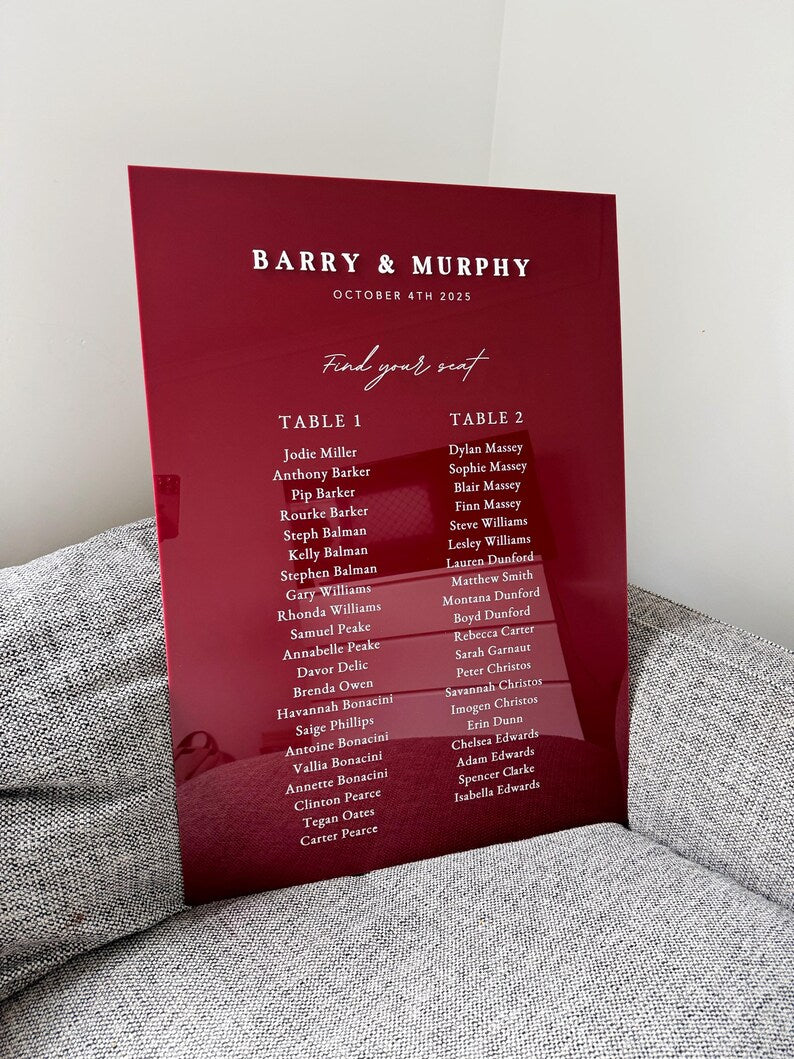 BARRY & MURPHY
OCTOBER 4TH 2025
Find your seat
TABLE 1
Jodie Miller
Anthony Barker
Pip Barker
Rourke Barker
Steph Balman
Kelly Balman
Stephen Balman
Gary Williams
Rhonda Williams
Samuel Peake
Annabelle Peake
Davor Delic
Brenda Owen
Havannah Bonacini
Saige Phillips
Antoine Bonacini
Vallia Bonacini
Annette Bonacini
Clinton Pearce
Tegan Oates
Carter Pearce
TABLE 2
Dylan Massey
Sophie Massey
Blair Massey
Finn Massey
Steve Williams
Lesley Williams
Lauren Dunford
Matthew Smith
Montana Dunford
Boyd Dunford
Rebecca Carter
Sarah Garnaut
Peter Christos
Savannah Christos
Imogen Christos
Erin Dunn
Chelsea Edwards
Adam Edwards
Spencer Clarke
Isabella Edwards